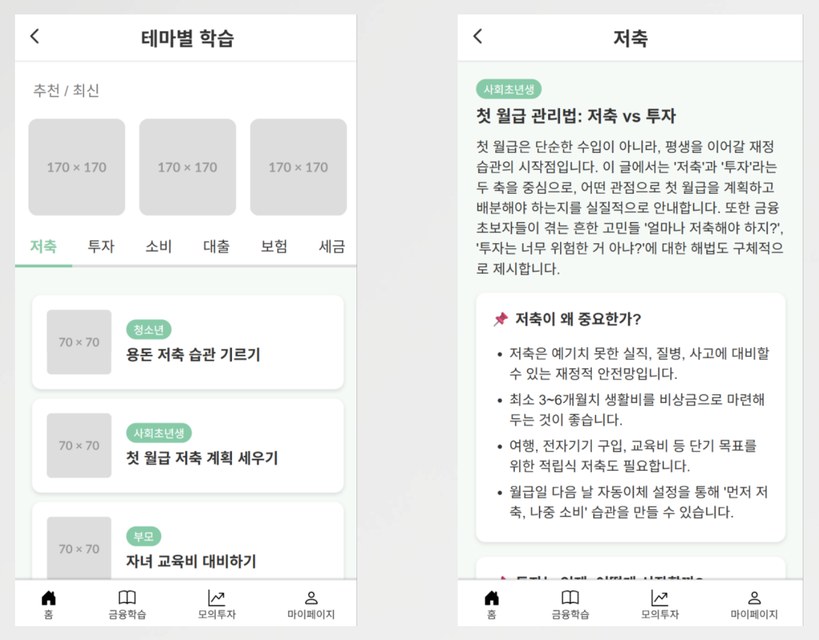 테마별 학습
추천 / 최신
170 × 170
170 × 170
170 × 170
저축
투자
소비
대출
보험
세금
70 × 70
청소년
용돈 저축 습관 기르기
70 × 70
사회초년생
첫 월급 저축 계획 세우기
70 × 70
부모
자녀 교육비 대비하기
홈
금융학습
모의투자
마이페이지
저축
사회초년생
첫 월급 관리법: 저축 vs 투자
첫 월급은 단순한 수입이 아니라, 평생을 이어갈 재정
습관의 시작점입니다. 이 글에서는 '저축'과 '투자'라는
두 축을 중심으로, 어떤 관점으로 첫 월급을 계획하고
배분해야 하는지를 실질적으로 안내합니다. 또한 금융
초보자들이 겪는 흔한 고민들 '얼마나 저축해야 하지?',
'투자는 너무 위험한 거 아냐?'에 대한 해법도 구체적으
로 제시합니다.
📌 저축이 왜 중요한가?
• 저축은 예기치 못한 실직, 질병, 사고에 대비할
수 있는 재정적 안전망입니다.
• 최소 3~6개월치 생활비를 비상금으로 마련해
두는 것이 좋습니다.
• 여행, 전자기기 구입, 교육비 등 단기 목표를
위한 적립식 저축도 필요합니다.
• 월급일 다음 날 자동이체 설정을 통해 '먼저 저
축, 나중 소비' 습관을 만들 수 있습니다.
홈
금융학습
모의투자
마이페이지